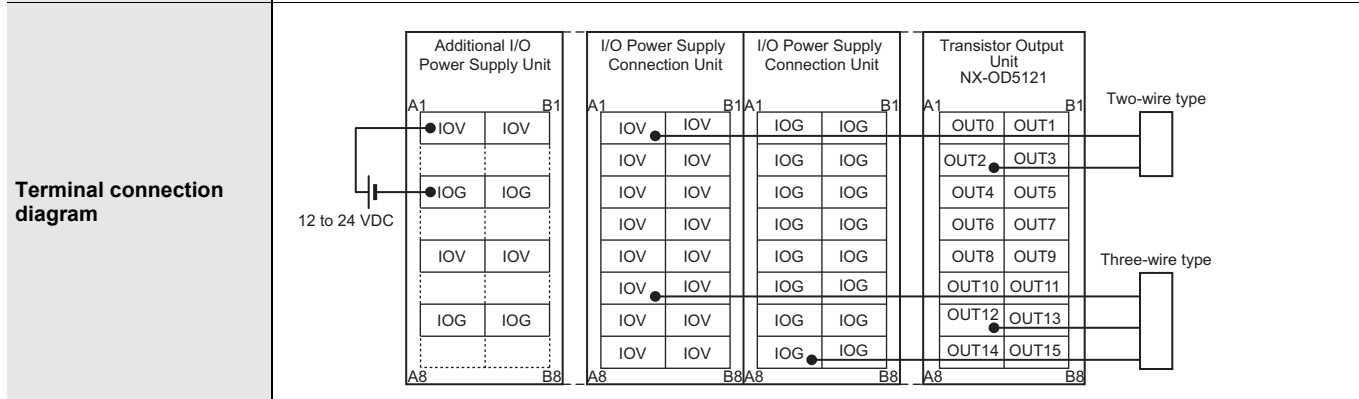 Terminal connection
diagram
Additional I/O
Power Supply Unit
I/O Power Supply
Connection Unit
I/O Power Supply
Connection Unit
Transistor Output
Unit
NX-OD5121
A1 B1 A1 B1 A1 B1 A1 B1
Two-wire type
IOV IOV IOV IOV IOG IOG OUT0 OUT1
IOV IOV IOG IOG OUT2 OUT3
IOG IOG IOV IOV IOG IOG OUT4 OUT5
12 to 24 VDC
IOV IOV IOG IOG OUT6 OUT7
IOV IOV IOV IOV IOG IOG OUT8 OUT9
Three-wire type
IOV IOV IOG IOG OUT10 OUT11
IOG IOG IOV IOV IOG IOG OUT12 OUT13
IOV IOV IOG IOG OUT14 OUT15
A8 B8 A8 B8 A8 B8 A8 B8